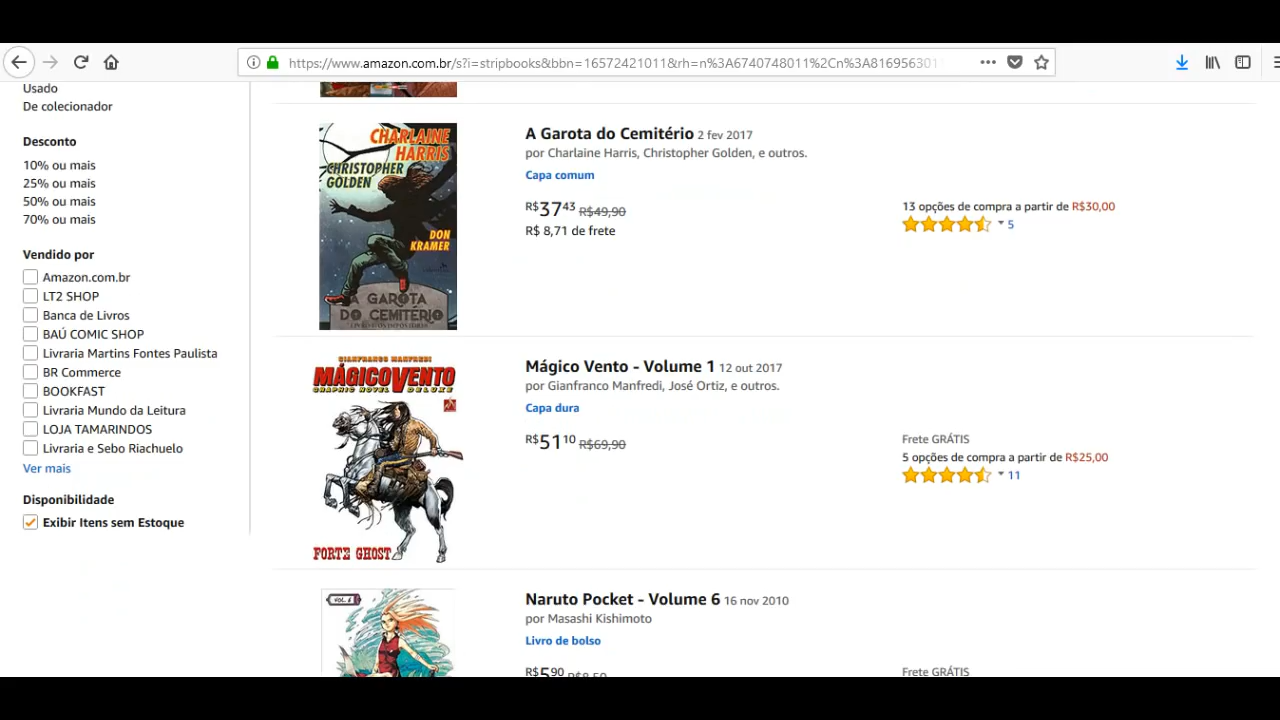 https://www.amazon.com.br/s?i=stripbooks&bbn=16572421011&rh=n%3A6740748011%2Cn%3A816956301
Usado
De colecionador
Desconto
10% ou mais
25% ou mais
50% ou mais
70% ou mais
Vendido por
Amazon.com.br
LT2 SHOP
Banca de Livros
BAÚ COMIC SHOP
Livraria Martins Fontes Paulista
BR Commerce
BOOKFAST
Livraria Mundo da Leitura
LOJA TAMARINDOS
Livraria e Sebo Riachuelo
Ver mais
Disponibilidade
Exibir Itens sem Estoque
CHARLAINE
HARRIS
CHRISTOPHER
GOLDEN
DON
KRAMER
A GAROTA
DO CEMITÉRIO
A Garota do Cemitério 2 fev 2017
por Charlaine Harris, Christopher Golden, e outros.
Capa comum
R$3743 R$49,90
R$ 8,71 de frete
13 opções de compra a partir de R$30,00
5
GIANFRANCO MANFREDI
MÁGICO VENTO
GRAPHIC NOVEL DELUXE
FORTE GHOST
Mágico Vento - Volume 1 12 out 2017
por Gianfranco Manfredi, José Ortiz, e outros.
Capa dura
R$5110 R$69,90
Frete GRÁTIS
5 opções de compra a partir de R$25,00
11
VOL. 6
Naruto Pocket - Volume 6 16 nov 2010
por Masashi Kishimoto
Livro de bolso
R$590 R$8,50
Frete GRÁTIS